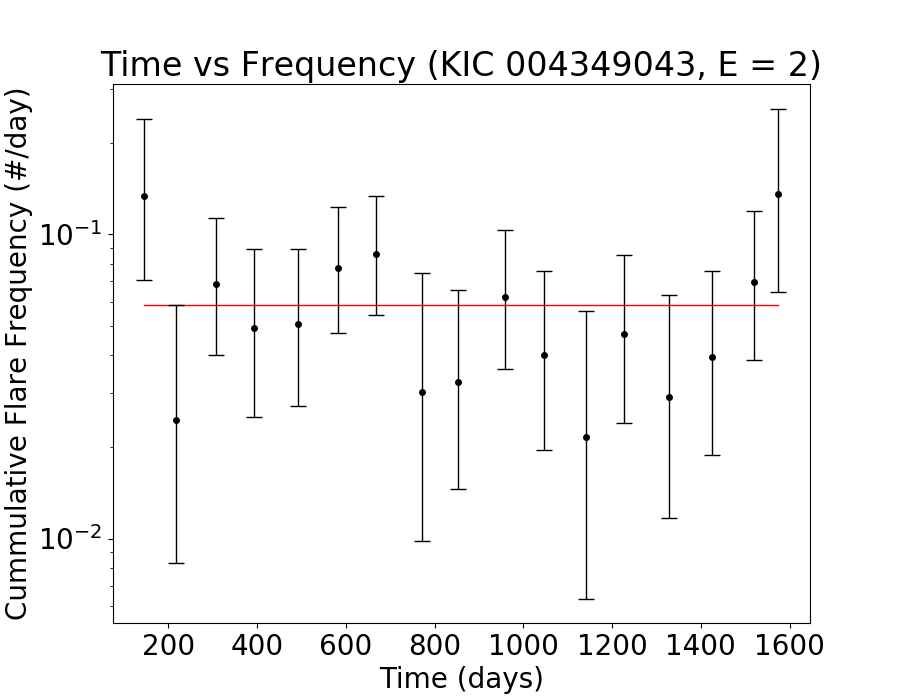 Time vs Frequency (KIC 004349043, E = 2)
Cummulative Flare Frequency (#/day)
10⁻¹
10⁻²
200 400 600 800 1000 1200 1400 1600
Time (days)